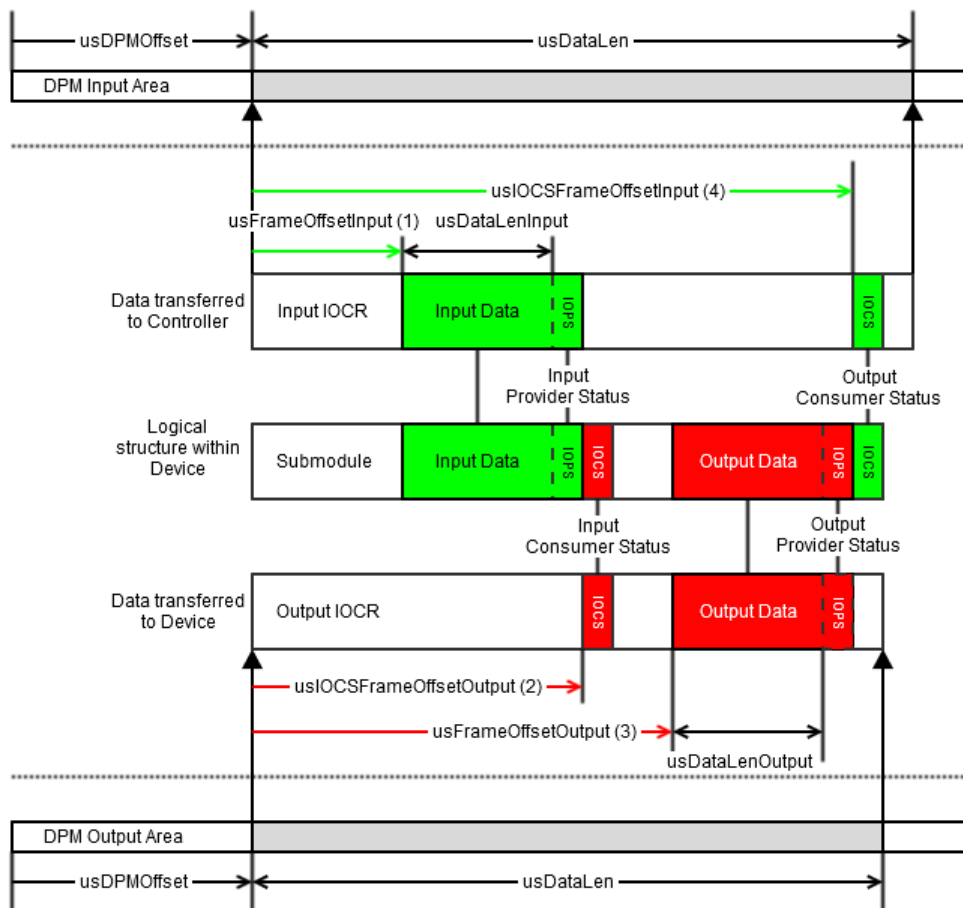 usDPMOffset
usDataLen
DPM Input Area
usIOCSFrameOffsetInput (4)
usFrameOffsetInput (1)
usDataLenInput
Data transferred
to Controller
Input IOCR
Input Data
IOPS
IOCS
Input
Provider Status
Output
Consumer Status
Logical
structure within
Device
Submodule
Input Data
IOPS
IOCS
Output Data
IOPS
IOCS
Input
Consumer Status
Output
Provider Status
Data transferred
to Device
Output IOCR
IOCS
Output Data
IOPS
usIOCSFrameOffsetOutput (2)
usFrameOffsetOutput (3)
usDataLenOutput
DPM Output Area
usDPMOffset
usDataLen